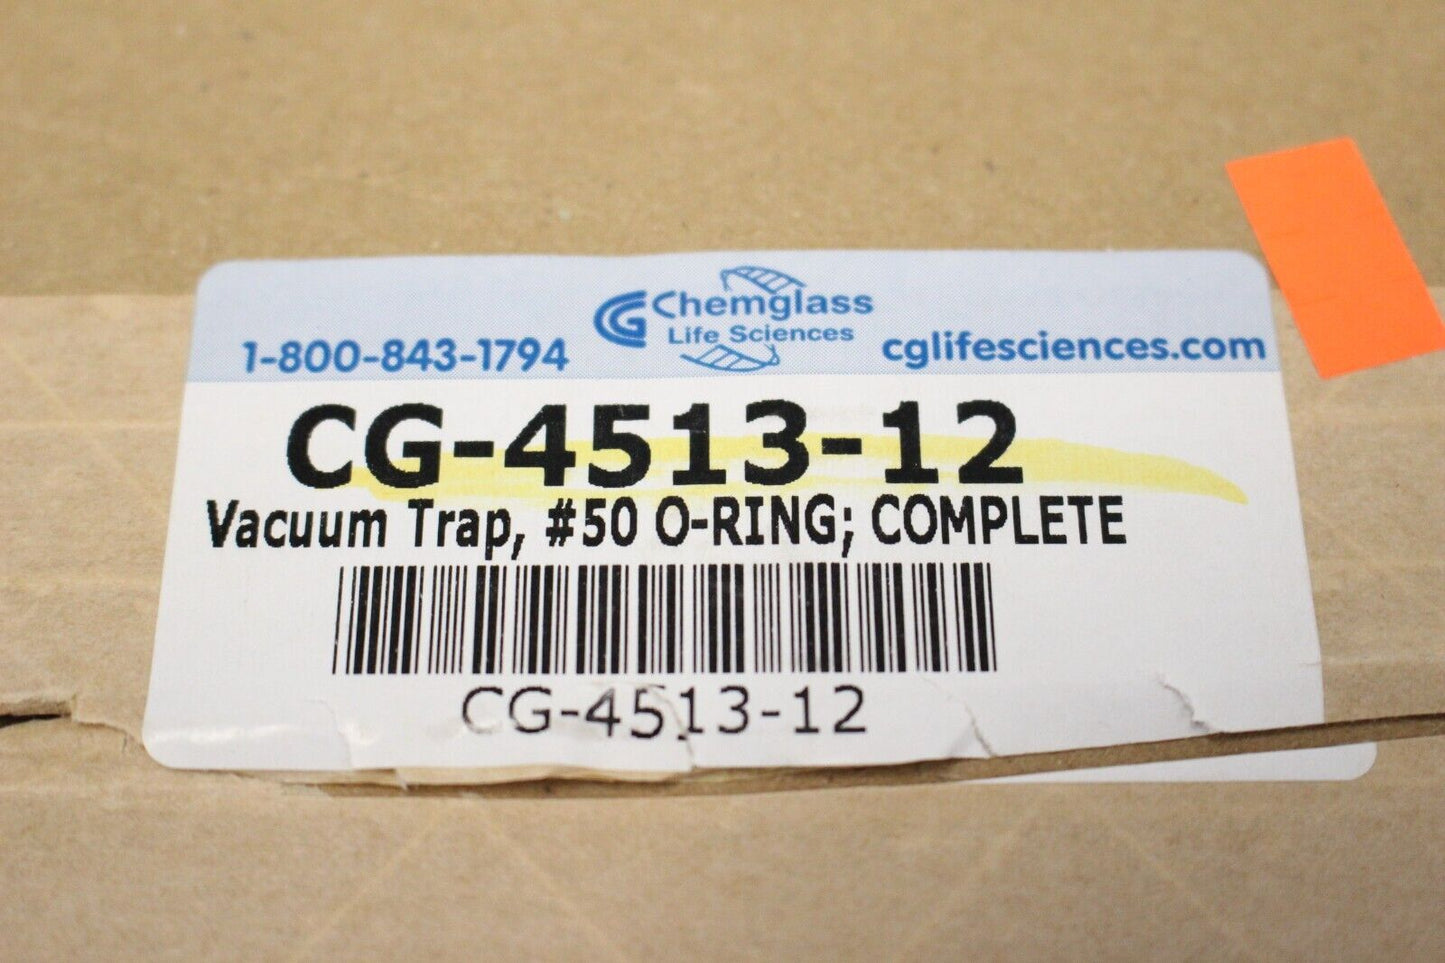 Chemglass
Life Sciences
1-800-843-1794
cglifesciences.com
CG-4513-12
Vacuum Trap, #50 O-RING; COMPLETE
CG-4513-12